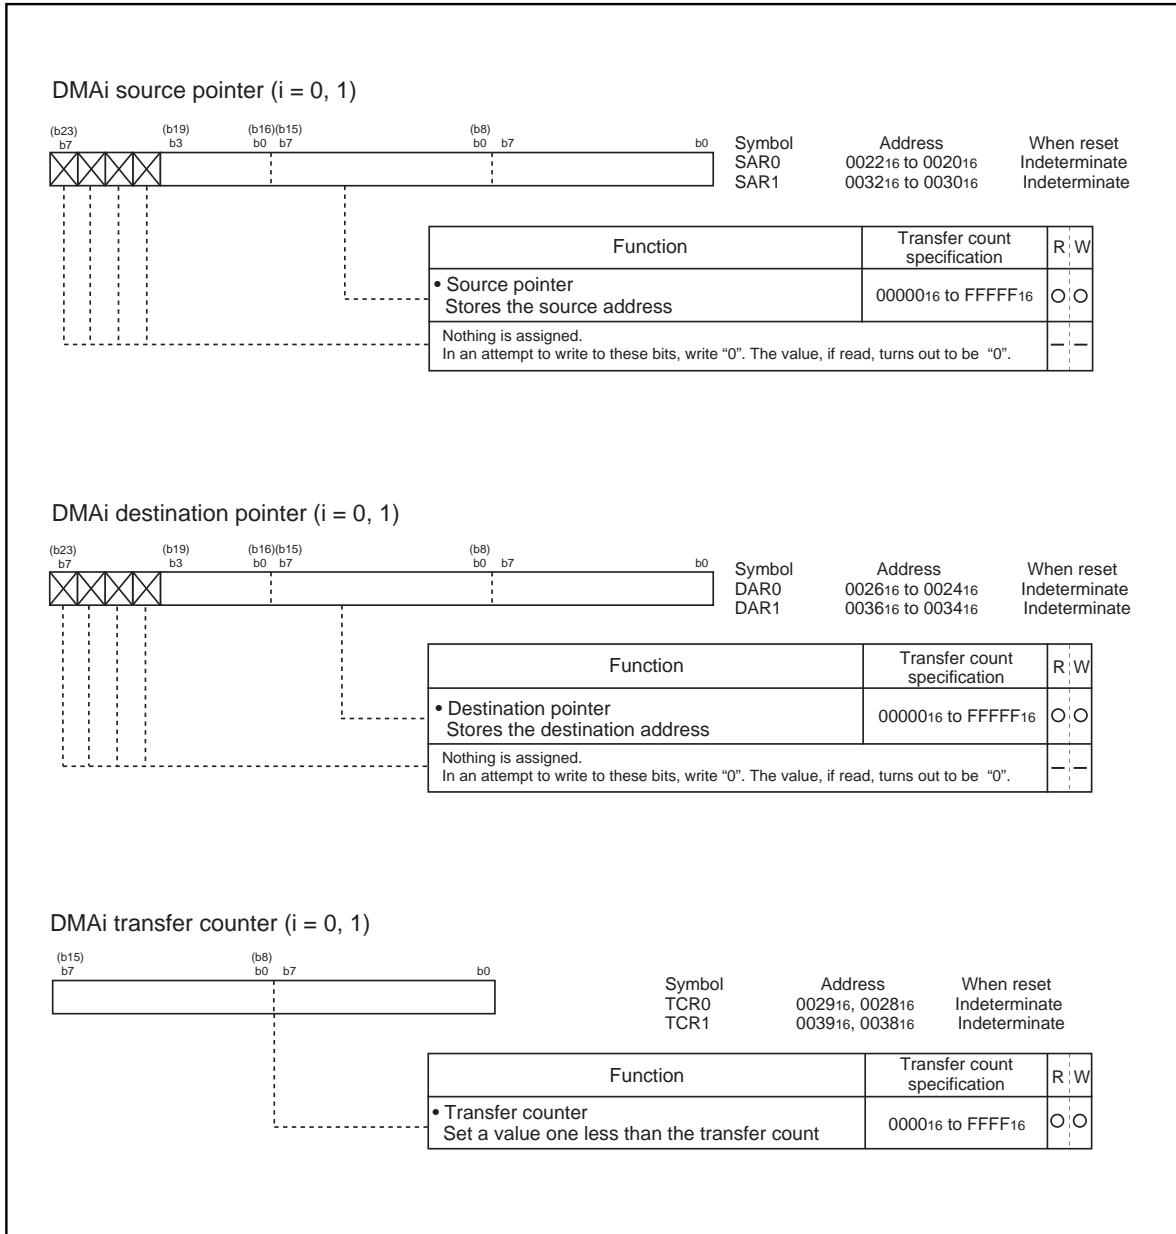 DMAi source pointer (i = 0, 1)
(b23) (b19) (b16)(b15) (b8)
b7 b3 b0 b7 b0 b7 b0
Symbol Address When reset
SAR0 002216 to 002016 Indeterminate
SAR1 003216 to 003016 Indeterminate
Function Transfer count specification R W
• Source pointer
Stores the source address
0000016 to FFFFF16
Nothing is assigned.
In an attempt to write to these bits, write “0”. The value, if read, turns out to be “0”.
DMAi destination pointer (i = 0, 1)
(b23) (b19) (b16)(b15) (b8)
b7 b3 b0 b7 b0 b7 b0
Symbol Address When reset
DAR0 002616 to 002416 Indeterminate
DAR1 003616 to 003416 Indeterminate
Function Transfer count specification R W
• Destination pointer
Stores the destination address
0000016 to FFFFF16
Nothing is assigned.
In an attempt to write to these bits, write “0”. The value, if read, turns out to be “0”.
DMAi transfer counter (i = 0, 1)
(b15) (b8)
b7 b0 b7 b0
Symbol Address When reset
TCR0 002916, 002816 Indeterminate
TCR1 003916, 003816 Indeterminate
Function Transfer count specification R W
• Transfer counter
Set a value one less than the transfer count
000016 to FFFF16